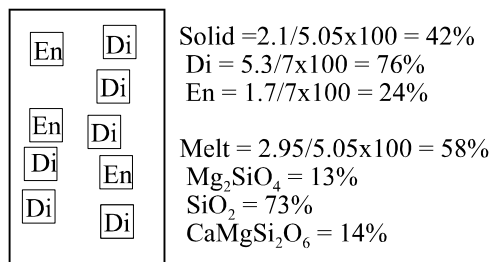 En
Di
Di
En
Di
Di
En
Di
Di
Solid =2.1/5.05x100 = 42%
Di = 5.3/7x100 = 76%
En = 1.7/7x100 = 24%
Melt = 2.95/5.05x100 = 58%
Mg₂SiO₄ = 13%
SiO₂ = 73%
CaMgSi₂O₆ = 14%